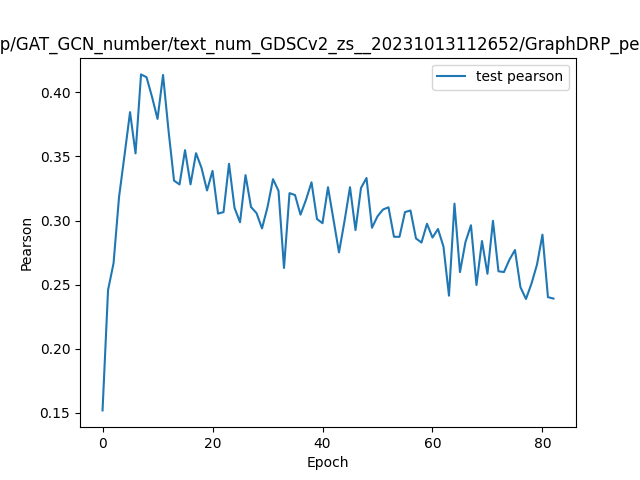 p/GAT_GCN_number/text_num_GDSCv2_zs__20231013112652/GraphDRP_pe
test pearson
0.40
0.35
0.30
0.25
0.20
0.15
Pearson
0 20 40 60 80
Epoch